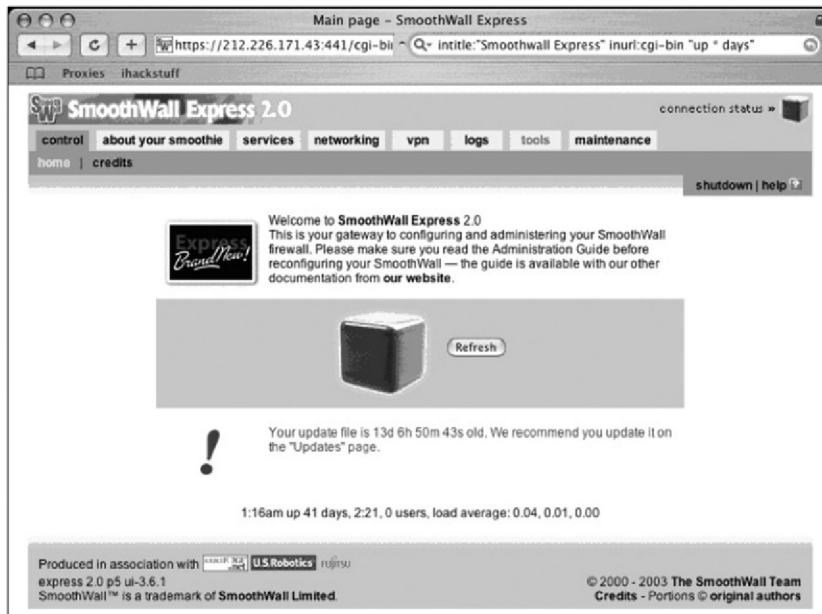 Main page - SmoothWall Express
https://212.226.171.43:441/cgi-bin
intitle:"Smoothwall Express" inurl:cgi-bin "up * days"
Proxies ihackstuff
SmoothWall Express 2.0
connection status »
control about your smoothie services networking vpn logs tools maintenance
home | credits
shutdown | help
Express
Brand New!
Welcome to SmoothWall Express 2.0
This is your gateway to configuring and administering your SmoothWall
firewall. Please make sure you read the Administration Guide before
reconfiguring your SmoothWall — the guide is available with our other
documentation from our website.
Refresh
!
Your update file is 13d 6h 50m 43s old. We recommend you update it on
the "Updates" page.
1:16am up 41 days, 2:21, 0 users, load average: 0.04, 0.01, 0.00
Produced in association with U.S.Robotics FUJITSU
express 2.0 p5 ui-3.6.1
SmoothWall™ is a trademark of SmoothWall Limited.
© 2000 - 2003 The SmoothWall Team
Credits - Portions © original authors